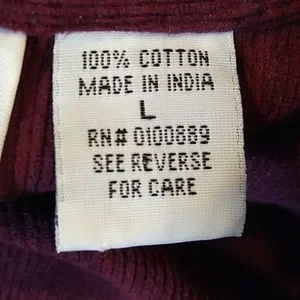 100% COTTON
MADE IN INDIA
L
RN# 0100889
SEE REVERSE
FOR CARE